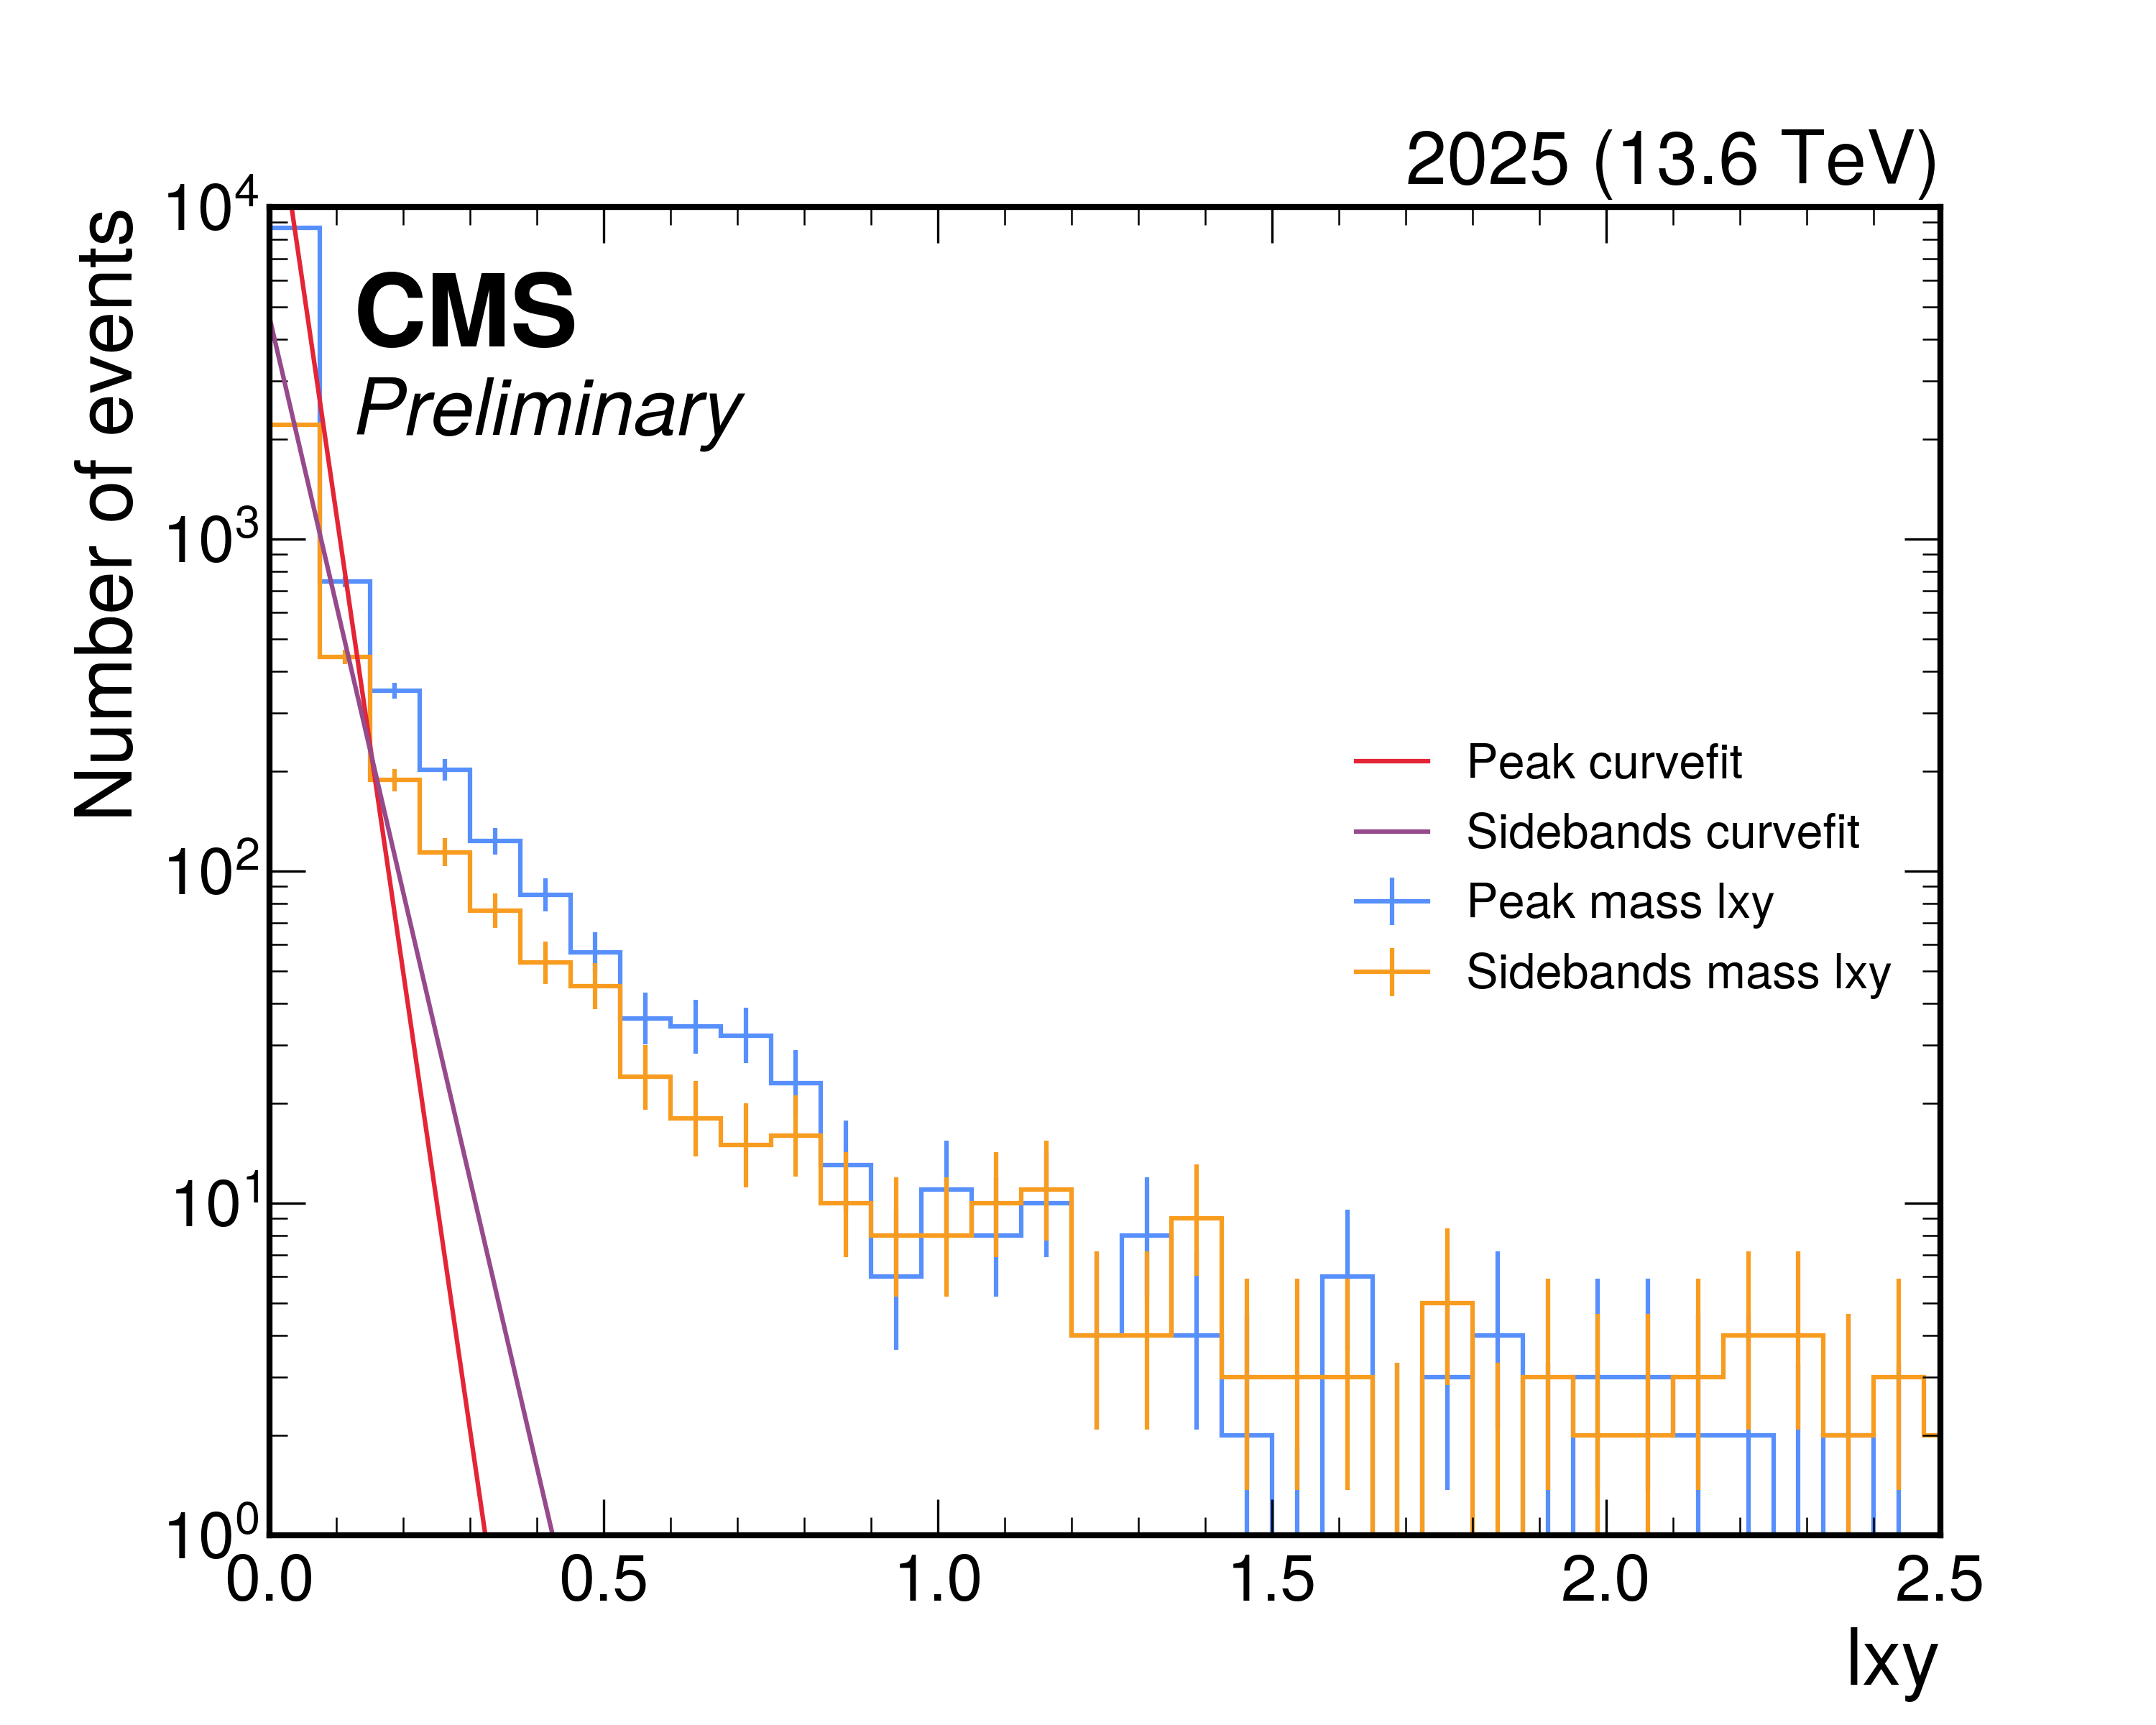 2025 (13.6 TeV)
CMS
Preliminary
Number of events
10^4
10^3
10^2
10^1
10^0
Peak curvefit
Sidebands curvefit
Peak mass lxy
Sidebands mass lxy
0.0 0.5 1.0 1.5 2.0 2.5
lxy